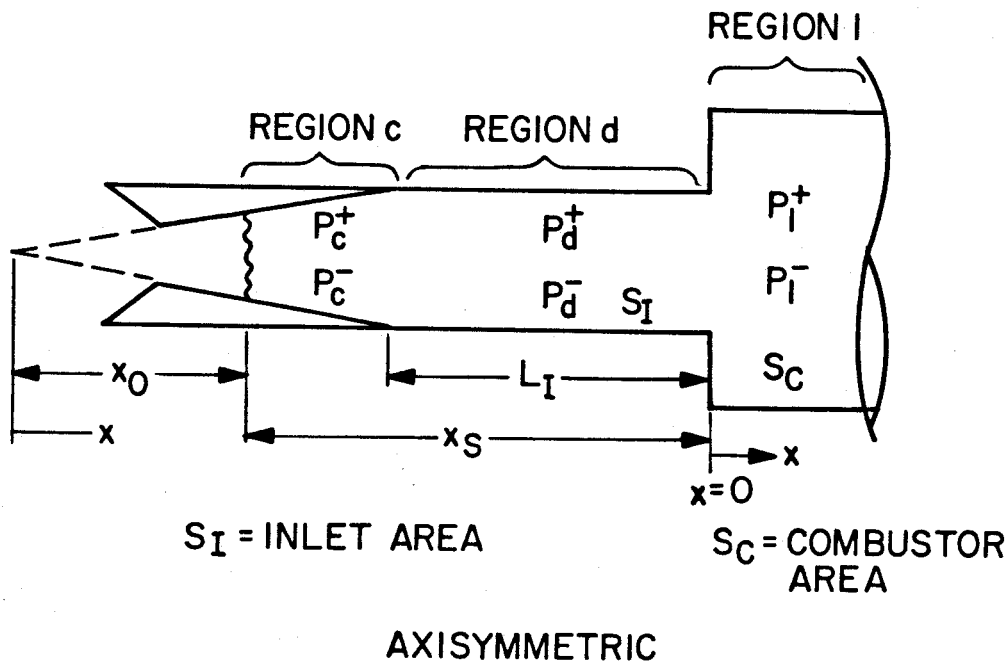 REGION I
REGION c
REGION d
P_c^+
P_d^+
P_I^+
P_c^-
P_d^-
S_I
P_I^-
x_O
L_I
S_C
x
x_S
x
x=O
S_I = INLET AREA
S_C = COMBUSTOR
AREA
AXISYMMETRIC